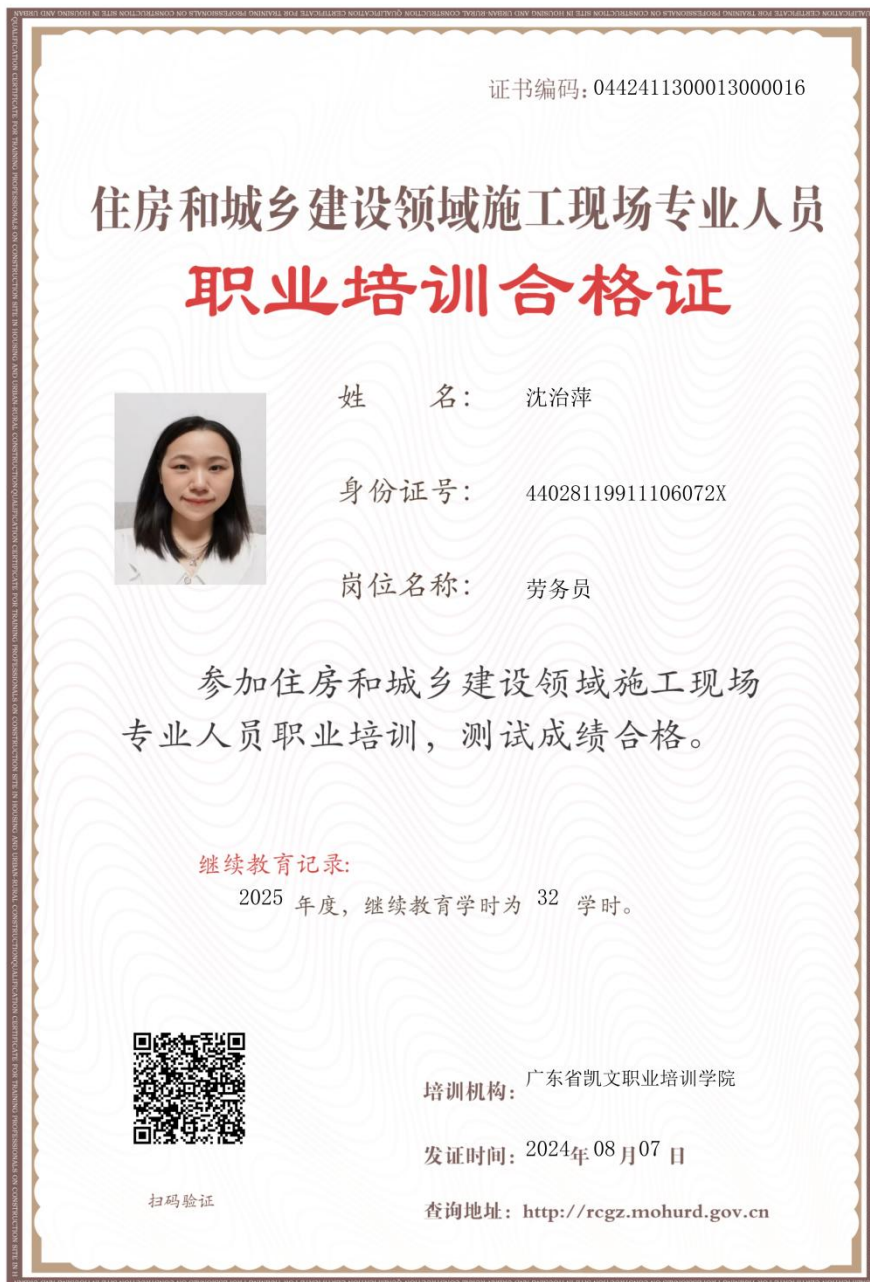 证书编码: 0442411300013000016
住房和城乡建设领域施工现场专业人员
职业培训合格证
姓 名: 沈治萍
身份证号: 44028119911106072X
岗位名称: 劳务员
参加住房和城乡建设领域施工现场
专业人员职业培训，测试成绩合格。
继续教育记录:
2025 年度，继续教育学时为 32 学时。
培训机构: 广东省凯文职业培训学院
发证时间: 2024年 08 月 07 日
扫码验证
查询地址: http://rcgz.mohurd.gov.cn